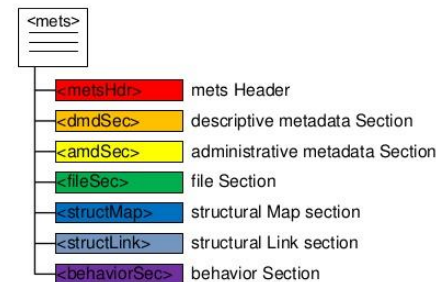 <mets>
<metsHdr> mets Header
<dmdSec> descriptive metadata Section
<amdSec> administrative metadata Section
<fileSec> file Section
<structMap> structural Map section
<structLink> structural Link section
<behaviorSec> behavior Section